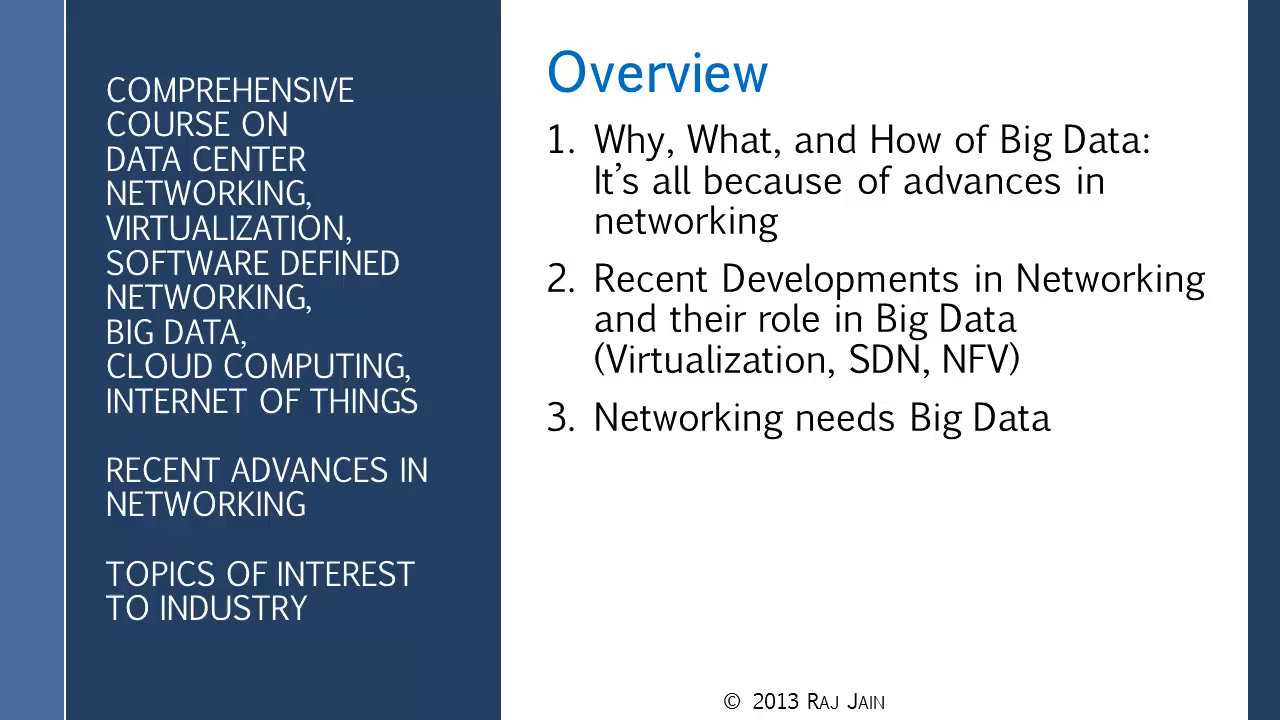 COMPREHENSIVE
COURSE ON
DATA CENTER
NETWORKING,
VIRTUALIZATION,
SOFTWARE DEFINED
NETWORKING,
BIG DATA,
CLOUD COMPUTING,
INTERNET OF THINGS
RECENT ADVANCES IN
NETWORKING
TOPICS OF INTEREST
TO INDUSTRY
Overview
1. Why, What, and How of Big Data:
It’s all because of advances in
networking
2. Recent Developments in Networking
and their role in Big Data
(Virtualization, SDN, NFV)
3. Networking needs Big Data
© 2013 RAJ JAIN